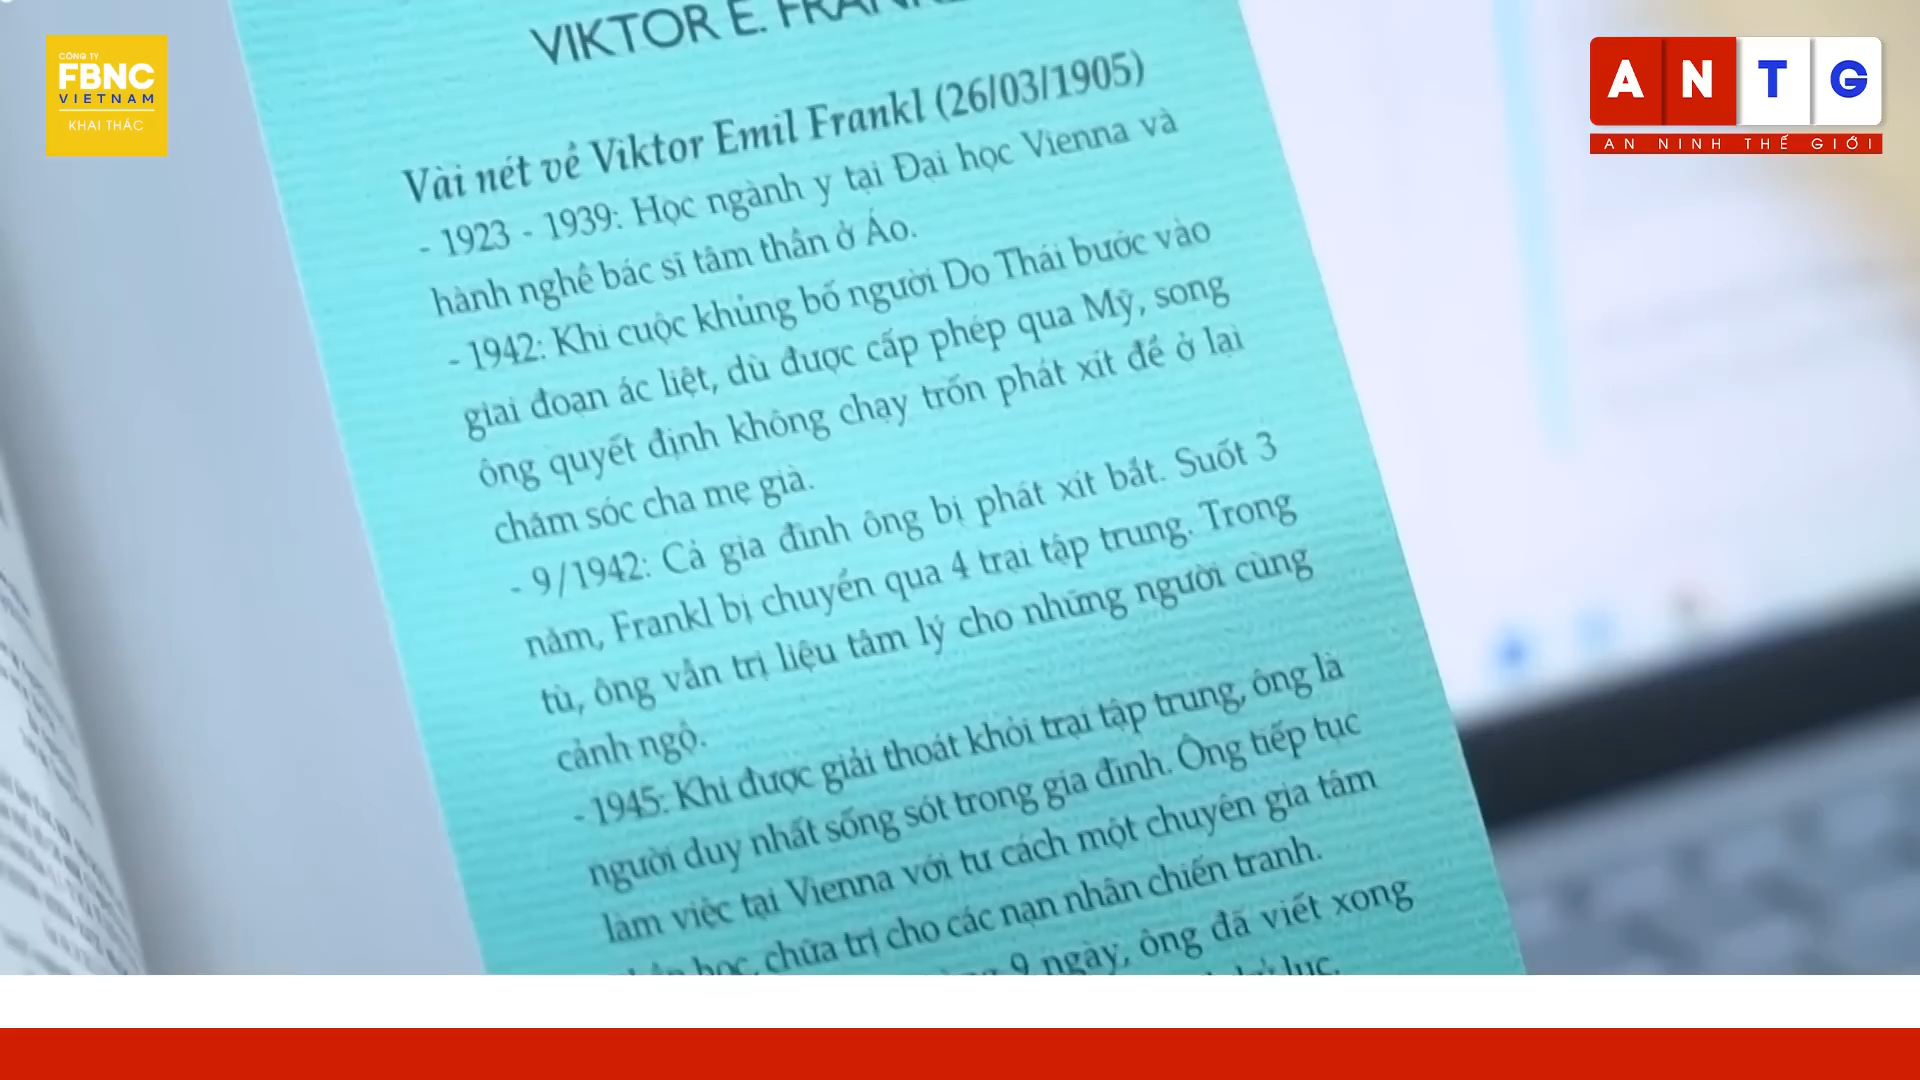 CÔNG TY
FBNC
VIETNAM
KHAI THÁC
A N T G
AN NINH THẾ GIỚI
VIKTOR E.
Vài nét về Viktor Emil Frankl (26/03/1905)
- 1923 - 1939: Học ngành y tại Đại học Vienna và
hành nghề bác sĩ tâm thần ở Áo.
- 1942: Khi cuộc khủng bố người Do Thái bước vào
giai đoạn ác liệt, dù được cấp phép qua Mỹ, song
ông quyết định không chạy trốn phát xít để ở lại
chăm sóc cha mẹ già.
- 9/1942: Cả gia đình ông bị phát xít bắt. Suốt 3
năm, Frankl bị chuyển qua 4 trại tập trung. Trong
tù, ông vẫn trị liệu tâm lý cho những người cùng
cảnh ngộ.
- 1945: Khi được giải thoát khỏi trại tập trung, ông là
người duy nhất sống sót trong gia đình. Ông tiếp tục
làm việc tại Vienna với tư cách một chuyên gia tâm
học, chữa trị cho các nạn nhân chiến tranh.
9 ngày, ông đã viết xong